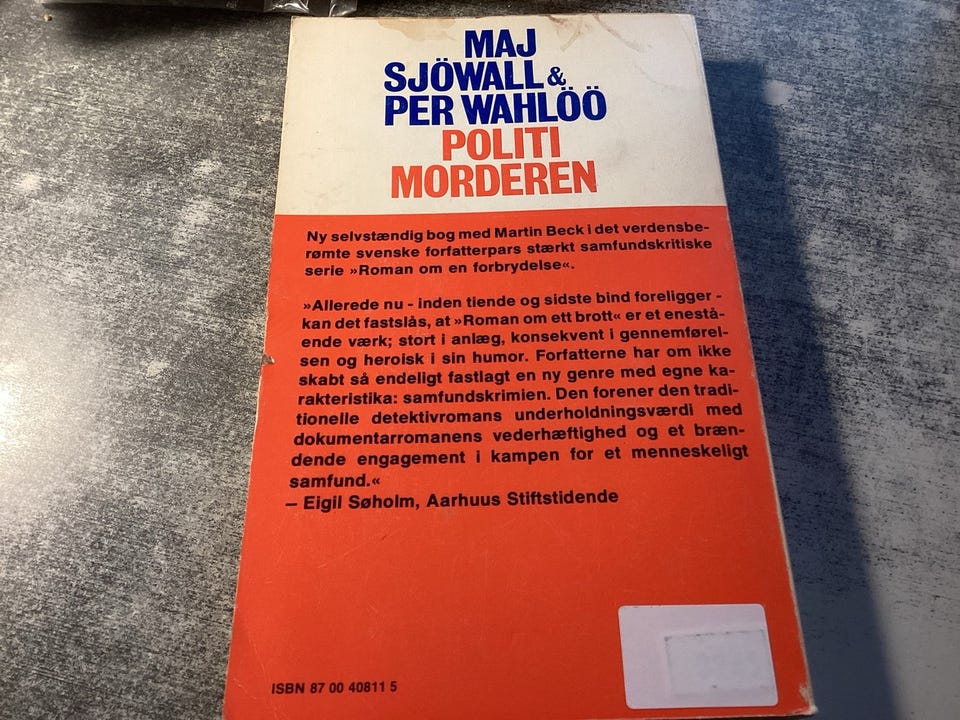 MAJ
SJÖWALL &
PER WAHLÖÖ
POLITI
MORDEREN
Ny selvstændig bog med Martin Beck i det verdensbe-
rømte svenske forfatterpars stærkt samfundskritiske
serie »Roman om en forbrydelse«.
»Allerede nu - inden tiende og sidste bind foreligger -
kan det fastslås, at »Roman om ett brott« er et enestå-
ende værk; stort i anlæg, konsekvent i gennemførel-
sen og heroisk i sin humor. Forfatterne har om ikke
skabt så endeligt fastlagt en ny genre med egne ka-
rakteristika: samfundskrimien. Den forener den tradi-
tionelle detektivromans underholdningsværdi med
dokumentarromanens vederhæftighed og et bræn-
dende engagement i kampen for et menneskeligt
samfund.«
– Eigil Søholm, Aarhuus Stiftstidende
ISBN 87 00 40811 5